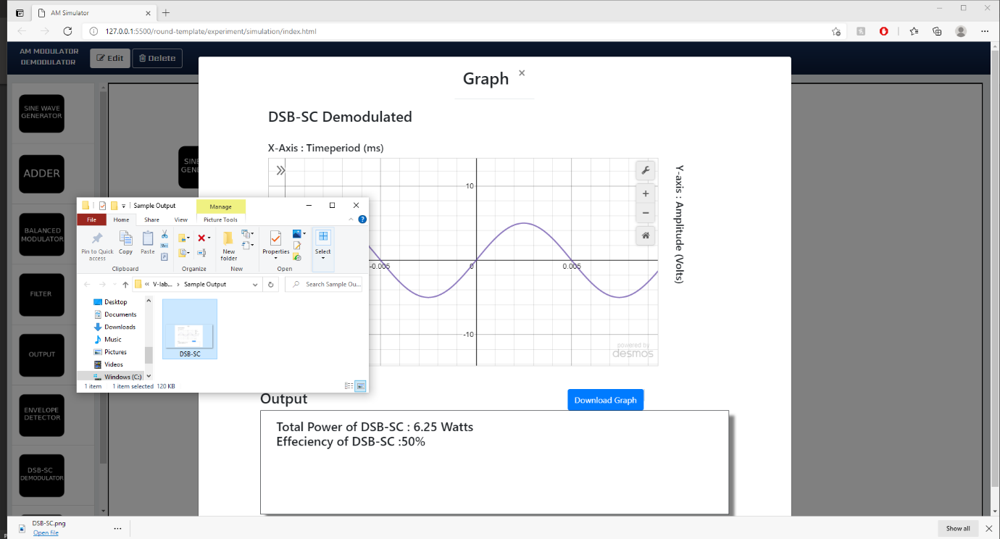 AM Simulator
127.0.0.1:5500/round-template/experiment/simulation/index.html
AM MODULATOR
DEMODULATOR
Edit
Delete
SINE WAVE
GENERATOR
ADDER
BALANCED
MODULATOR
FILTER
OUTPUT
ENVELOPE
DETECTOR
DSB-SC
DEMODULATOR
SINE
GENE
Graph
DSB-SC Demodulated
X-Axis : Timeperiod (ms)
10
-0.005
0
0.005
-10
powered by
desmos
Y-axis : Amplitude (Volts)
Sample Output
Manage
File Home Share View Picture Tools
Pin to Quick
access
Copy
Paste
New
folder
Properties
Select
Clipboard
Organize
New
Open
« V-lab... › Sample Output
Search Sample Ou...
Desktop
Documents
Downloads
Music
Pictures
Videos
Windows (C:)
DSB-SC
1 item 1 item selected 120 KB
Output
Download Graph
Total Power of DSB-SC : 6.25 Watts
Effeciency of DSB-SC :50%
DSB-SC.png
Open file
Show all